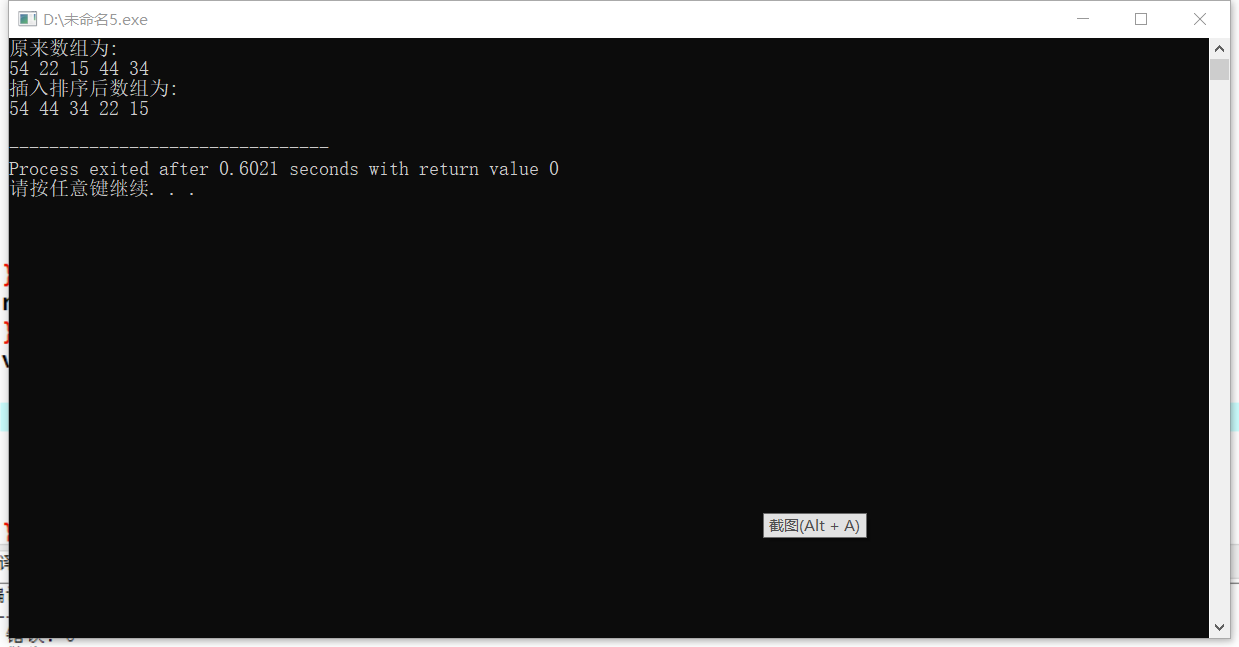 D:\未命名5.exe
原来数组为:
54 22 15 44 34
插入排序后数组为:
54 44 34 22 15
--------------------------------
Process exited after 0.6021 seconds with return value 0
请按任意键继续. . .
截图(Alt + A)